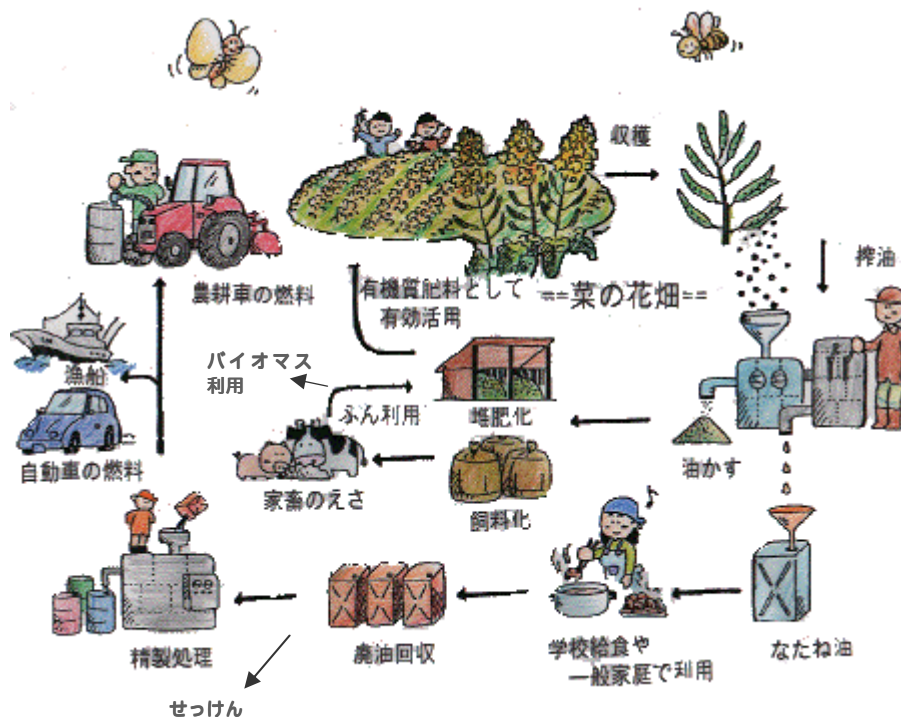 収穫
搾油
農耕車の燃料
有機質肥料として
有効活用
==菜の花畑==
漁船
バイオマス
利用
ふん利用
堆肥化
油かす
自動車の燃料
家畜のえさ
飼料化
精製処理
廃油回収
学校給食や
一般家庭で利用
なたね油
せっけん